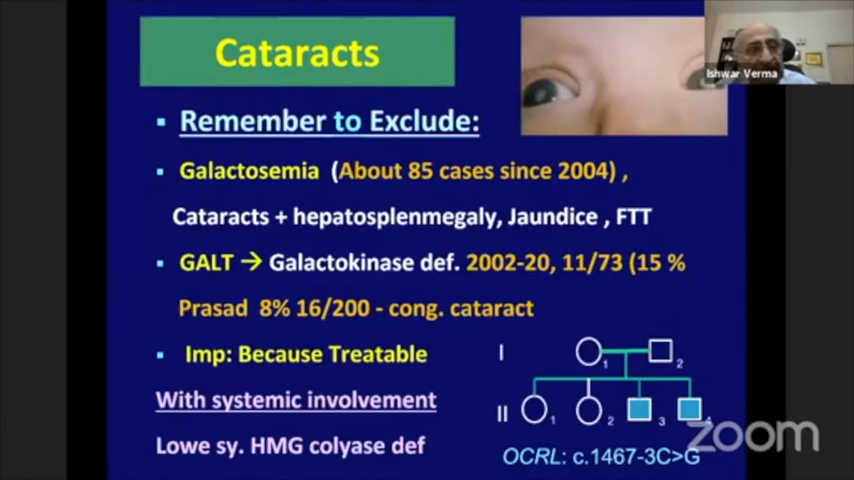 Cataracts
Ishwar Verma
▪ Remember to Exclude:
▪ Galactosemia (About 85 cases since 2004) ,
Cataracts + hepatosplenmegaly, Jaundice , FTT
▪ GALT → Galactokinase def. 2002-20, 11/73 (15 %
Prasad 8% 16/200 - cong. cataract
▪ Imp: Because Treatable
With systemic involvement
Lowe sy. HMG colyase def
I 1 2
II 1 2 3 4
OCRL: c.1467-3C>G
zoom